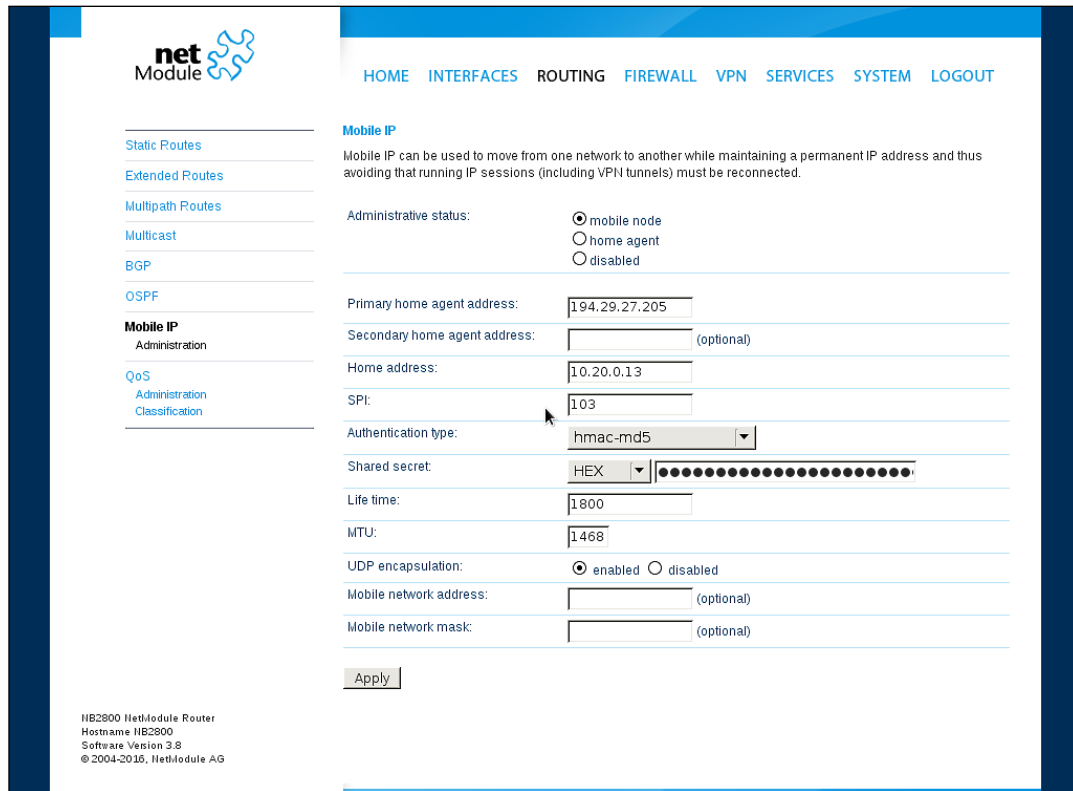 net
Module
HOME INTERFACES ROUTING FIREWALL VPN SERVICES SYSTEM LOGOUT
Static Routes
Extended Routes
Multipath Routes
Multicast
BGP
OSPF
Mobile IP
Administration
QoS
Administration
Classification
Mobile IP
Mobile IP can be used to move from one network to another while maintaining a permanent IP address and thus
avoiding that running IP sessions (including VPN tunnels) must be reconnected.
Administrative status:
mobile node
home agent
disabled
Primary home agent address: 194.29.27.205
Secondary home agent address: (optional)
Home address: 10.20.0.13
SPI: 103
Authentication type: hmac-md5
Shared secret: HEX ●●●●●●●●●●●●●●●●●●●●●●
Life time: 1800
MTU: 1468
UDP encapsulation: enabled disabled
Mobile network address: (optional)
Mobile network mask: (optional)
Apply
NB2800 NetModule Router
Hostname NB2800
Software Version 3.8
© 2004-2016, NetModule AG